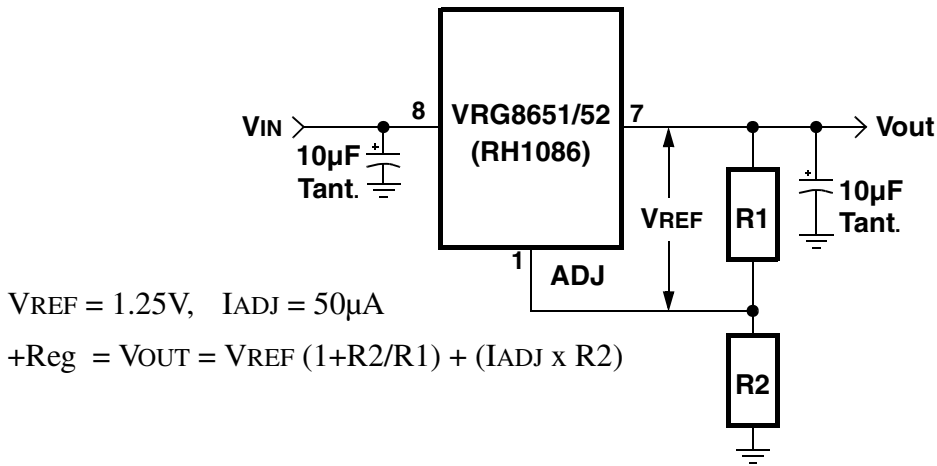 VRG8651/52
(RH1086)
8
7
VIN
Vout
10µF
Tant.
VREF
R1
10µF
Tant.
1
ADJ
VREF = 1.25V, IADJ = 50µA
+Reg = VOUT = VREF (1+R2/R1) + (IADJ x R2)
R2
+
+